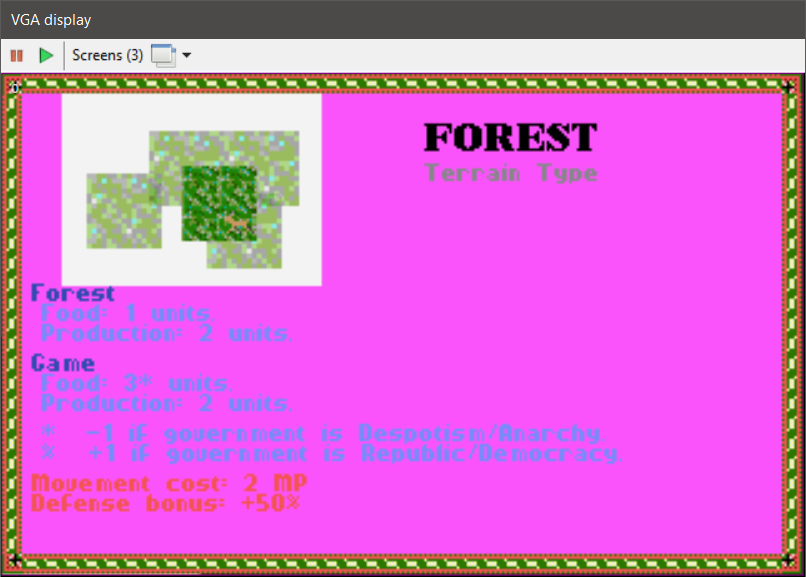 VGA display
Screens (3)
FOREST
Terrain Type
Forest
Food: 1 units.
Production: 2 units.
Game
Food: 3* units.
Production: 2 units.
* -1 if government is Despotism/Anarchy.
% +1 if government is Republic/Democracy.
Movement cost: 2 MP
Defense bonus: +50%